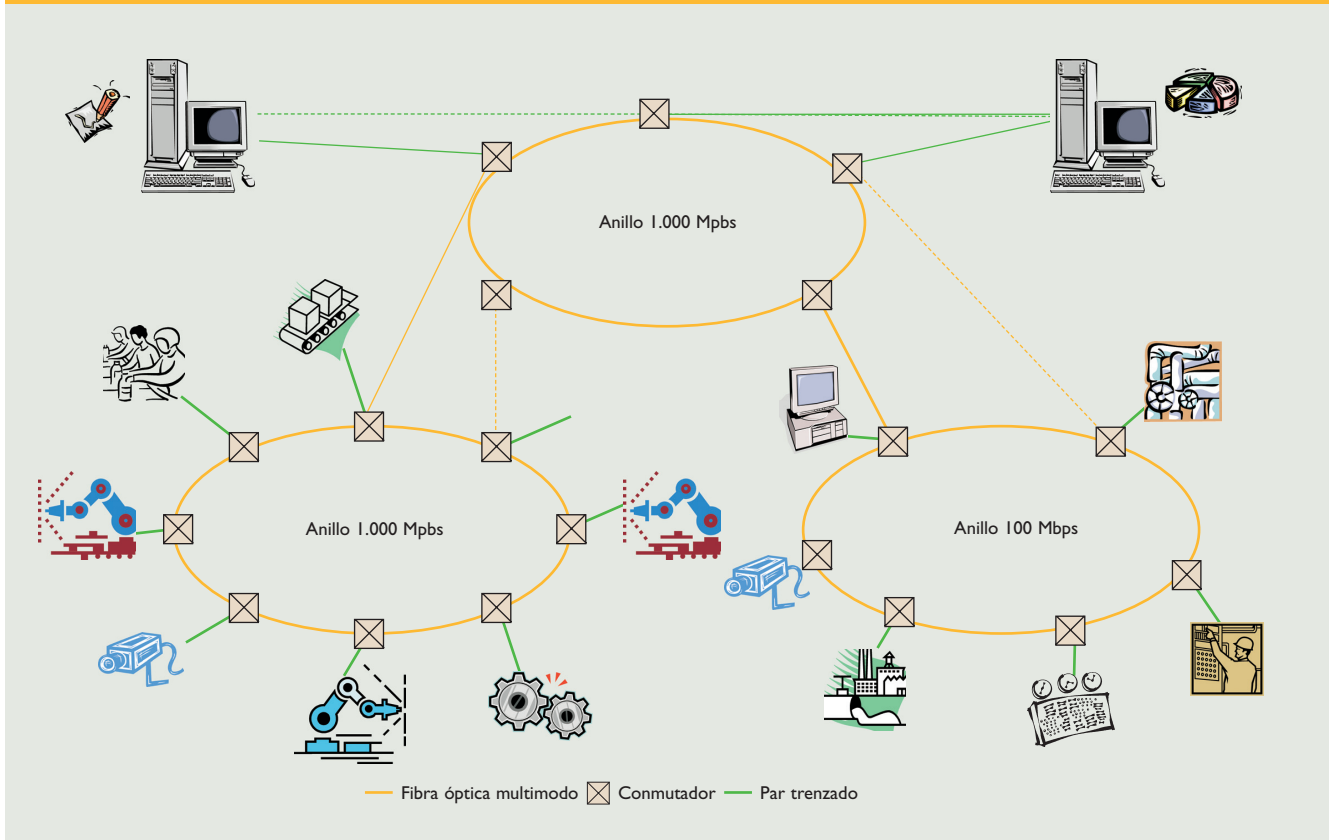 Anillo 1.000 Mpbs
Anillo 1.000 Mpbs
Anillo 100 Mbps
Fibra óptica multimodo
Conmutador
Par trenzado